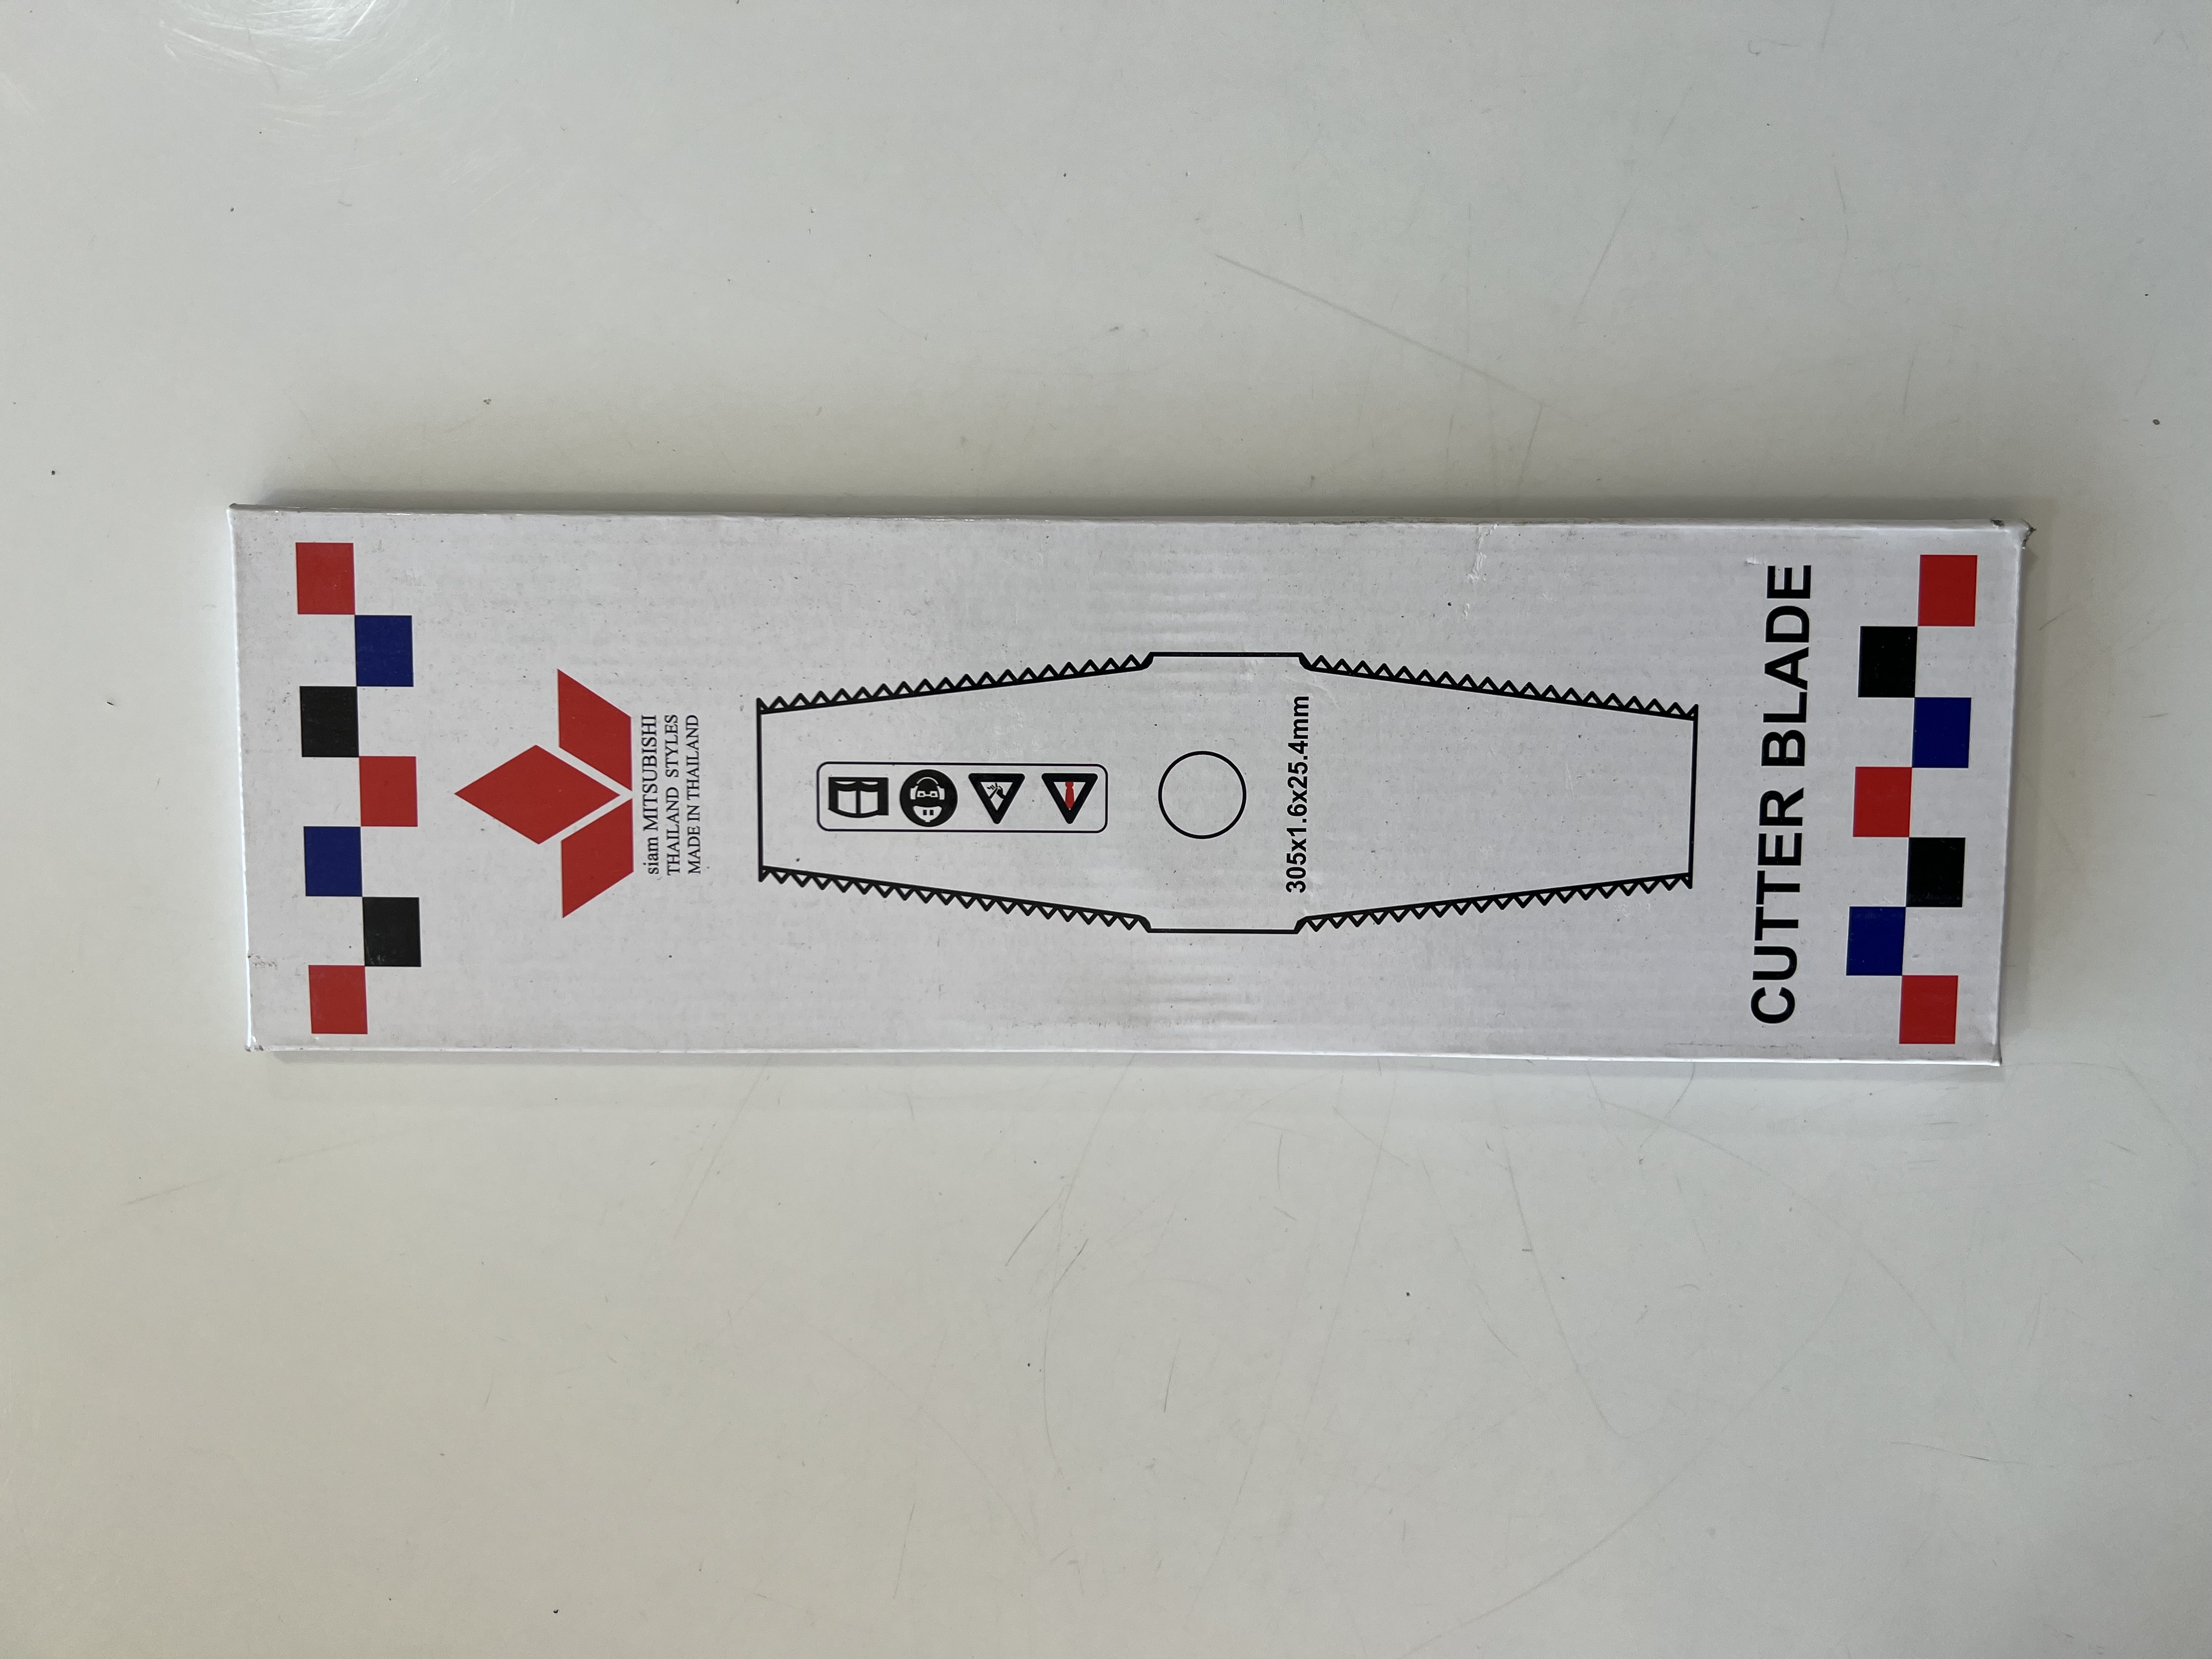 siam MITSUBISHI
THAILAND STYLES
MADE IN THAILAND
305x1.6x25.4mm
CUTTER BLADE